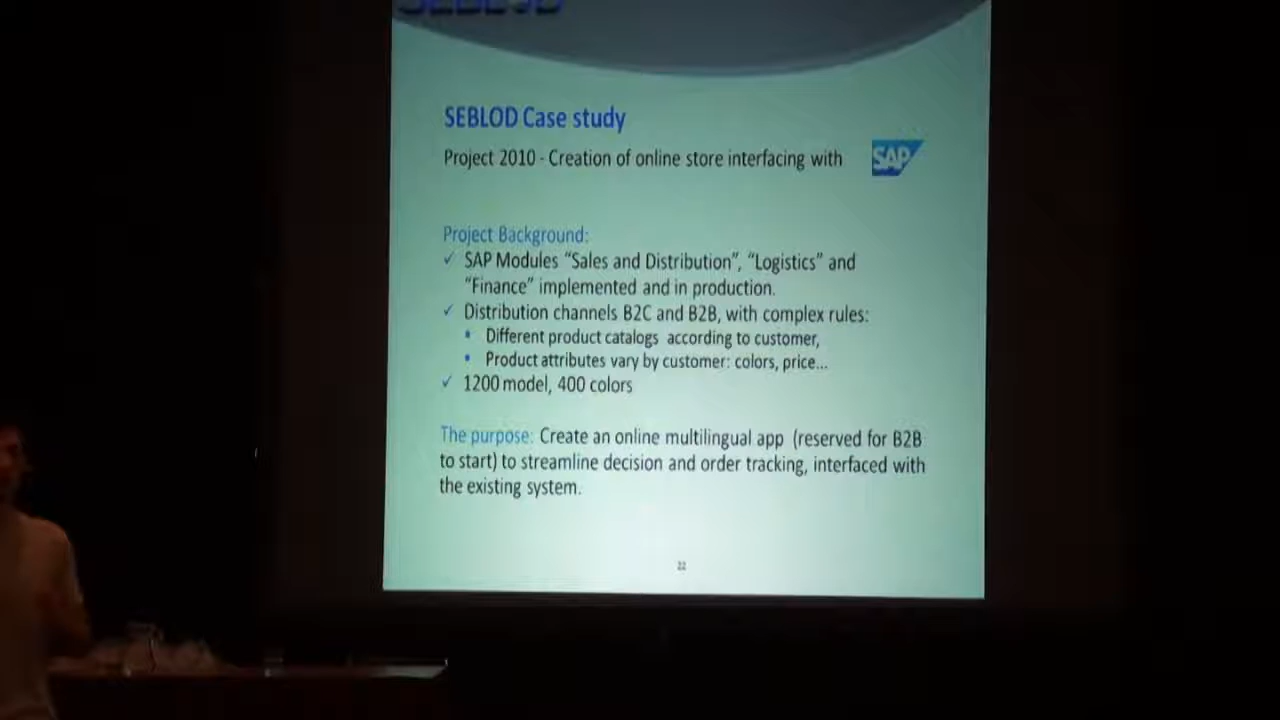 SEBLOD
SEBLOD Case study
Project 2010 - Creation of online store interfacing with SAP
Project Background:
✓ SAP Modules “Sales and Distribution”, “Logistics” and
“Finance” implemented and in production.
✓ Distribution channels B2C and B2B, with complex rules:
• Different product catalogs according to customer,
• Product attributes vary by customer: colors, price...
✓ 1200 model, 400 colors
The purpose: Create an online multilingual app (reserved for B2B
to start) to streamline decision and order tracking, interfaced with
the existing system.
22